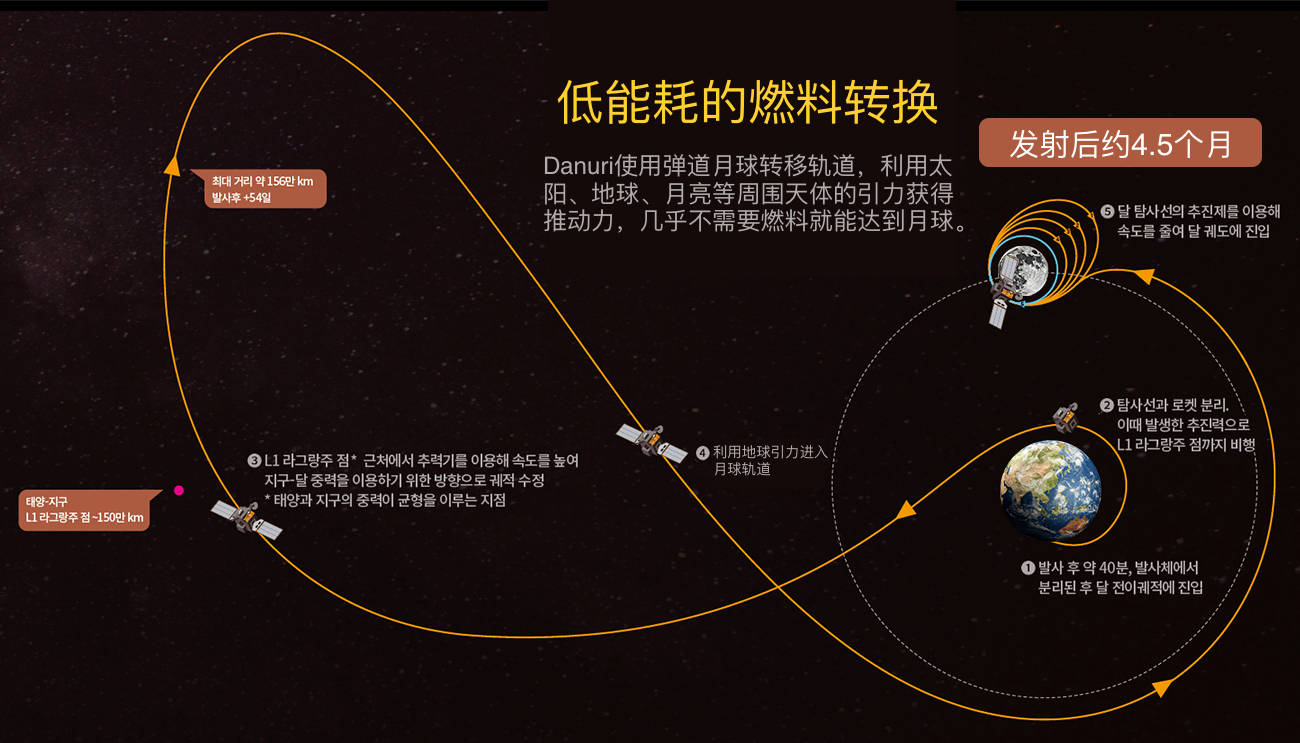 低能耗的燃料转换
发射后约4.5个月
Danuri使用弹道月球转移轨道，利用太
阳、地球、月亮等周围天体的引力获得
推动力，几乎不需要燃料就能达到月球。
최대 거리 약 156만 km
발사후 +54일
❺ 달 탐사선의 추진제를 이용해
속도를 줄여 달 궤도에 진입
❷ 탐사선과 로켓 분리.
이때 발생한 추진력으로
L1 라그랑주 점까지 비행
❹ 利用地球引力进入
月球轨道
❸ L1 라그랑주 점* 근처에서 추력기를 이용해 속도를 높여
지구-달 중력을 이용하기 위한 방향으로 궤적 수정
* 태양과 지구의 중력이 균형을 이루는 지점
태양-지구
L1 라그랑주 점 ~150만 km
❶ 발사 후 약 40분, 발사체에서
분리된 후 달 전이궤적에 진입